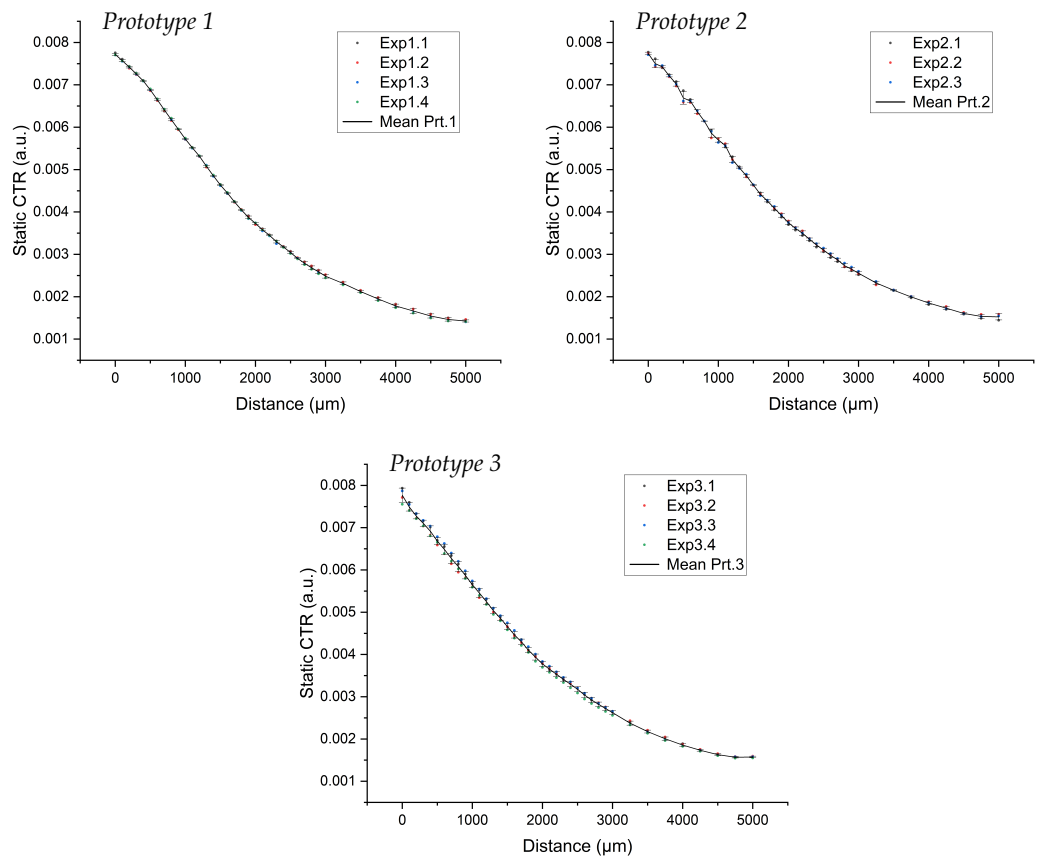 Prototype 1
0.008
0.007
0.006
0.005
0.004
0.003
0.002
0.001
Static CTR (a.u.)
Exp1.1
Exp1.2
Exp1.3
Exp1.4
Mean Prt.1
0 1000 2000 3000 4000 5000
Distance (µm)
Prototype 2
0.008
0.007
0.006
0.005
0.004
0.003
0.002
0.001
Static CTR (a.u.)
Exp2.1
Exp2.2
Exp2.3
Mean Prt.2
0 1000 2000 3000 4000 5000
Distance (µm)
Prototype 3
0.008
0.007
0.006
0.005
0.004
0.003
0.002
0.001
Static CTR (a.u.)
Exp3.1
Exp3.2
Exp3.3
Exp3.4
Mean Prt.3
0 1000 2000 3000 4000 5000
Distance (µm)